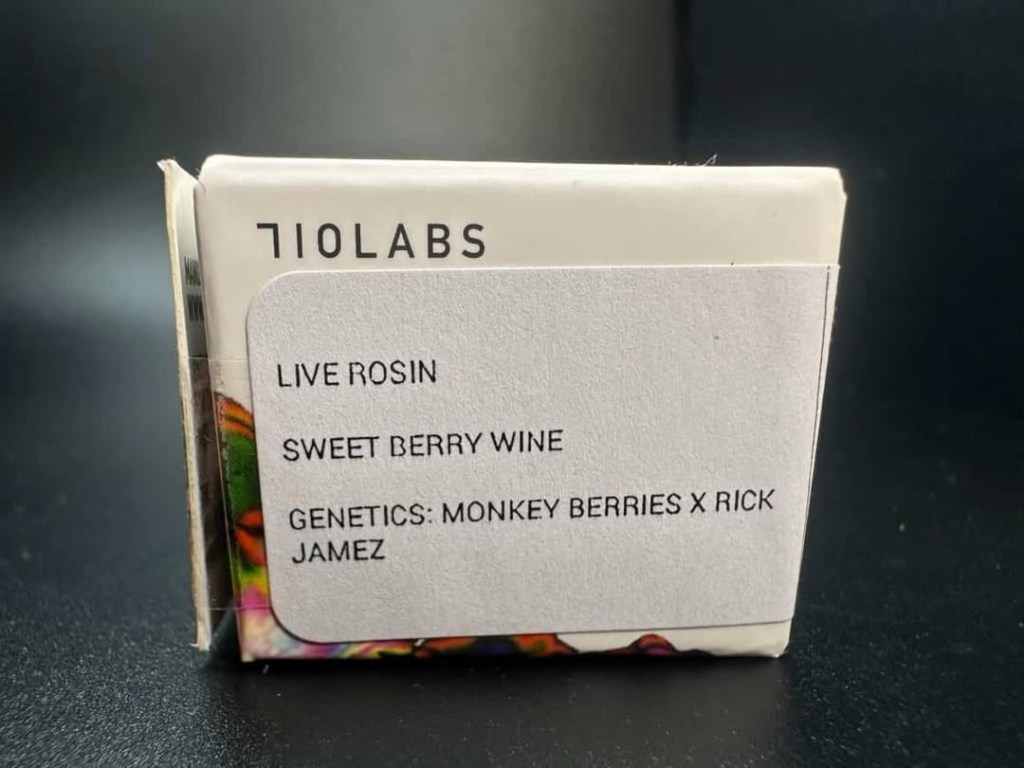 710LABS
LIVE ROSIN
SWEET BERRY WINE
GENETICS: MONKEY BERRIES X RICK
JAMEZ